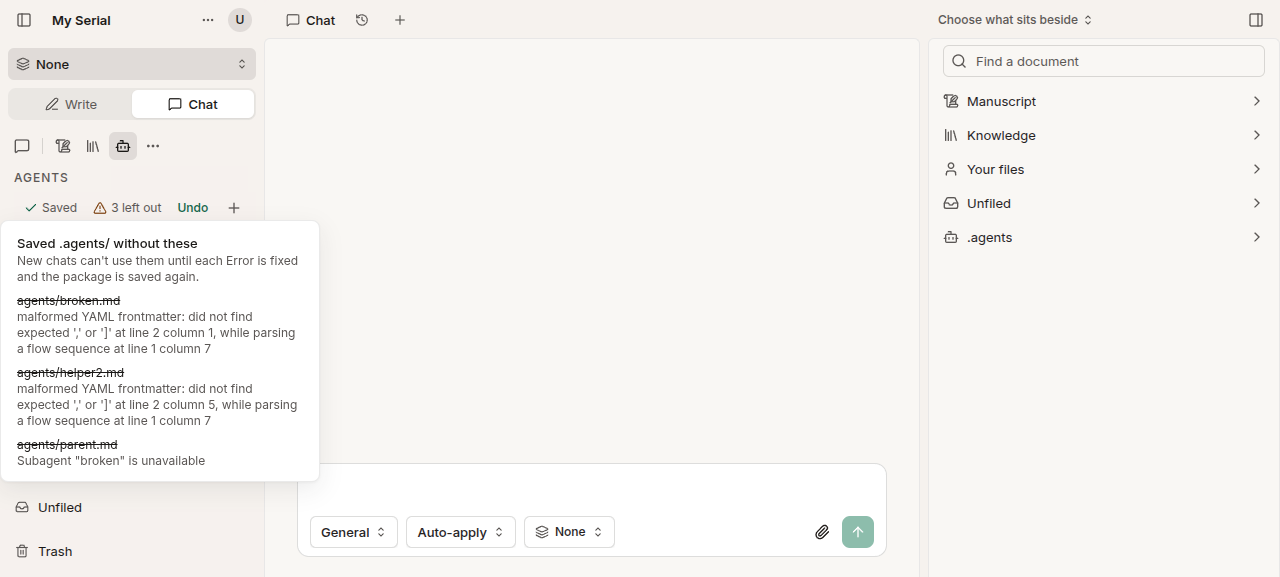 My Serial
U
Chat
Choose what sits beside
None
Write
Chat
AGENTS
Saved
3 left out
Undo
Saved .agents/ without these
New chats can't use them until each Error is fixed
and the package is saved again.
agents/broken.md
malformed YAML frontmatter: did not find
expected ',' or ']' at line 2 column 1, while parsing
a flow sequence at line 1 column 7
agents/helper2.md
malformed YAML frontmatter: did not find
expected ',' or ']' at line 2 column 5, while parsing
a flow sequence at line 1 column 7
agents/parent.md
Subagent "broken" is unavailable
Unfiled
Trash
General
Auto-apply
None
Find a document
Manuscript
Knowledge
Your files
Unfiled
.agents